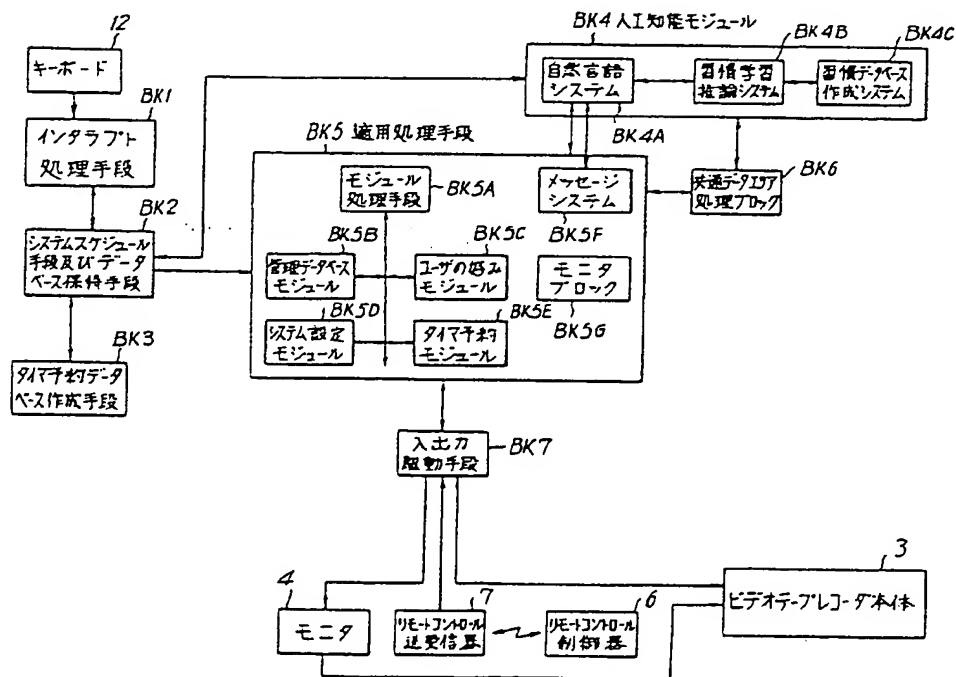 12
キーボード
BK1
インタラプト
処理手段
BK2
システムスケジュール
手段及びデータ
ベース保持手段
BK3
タイマ予約データ
ベース作成手段
BK4 人工知能モジュール
BK4B
BK4C
自然言語
システム
習慣学習
推論システム
習慣データベース
作成システム
BK4A
BK5 適用処理手段
モジュール
処理手段
BK5A
メッセージ
システム
BK5F
BK6
共通データエリア
処理ブロック
BK5B
管理データベース
モジュール
BK5C
ユーザの好み
モジュール
モニタ
ブロック
BK5G
BK5D
システム設定
モジュール
BK5E
タイマ予約
モジュール
入出力
駆動手段
BK7
4
モニタ
7
リモートコントロール
送受信器
6
リモートコントロール
制御器
3
ビデオテープレコーダ本体